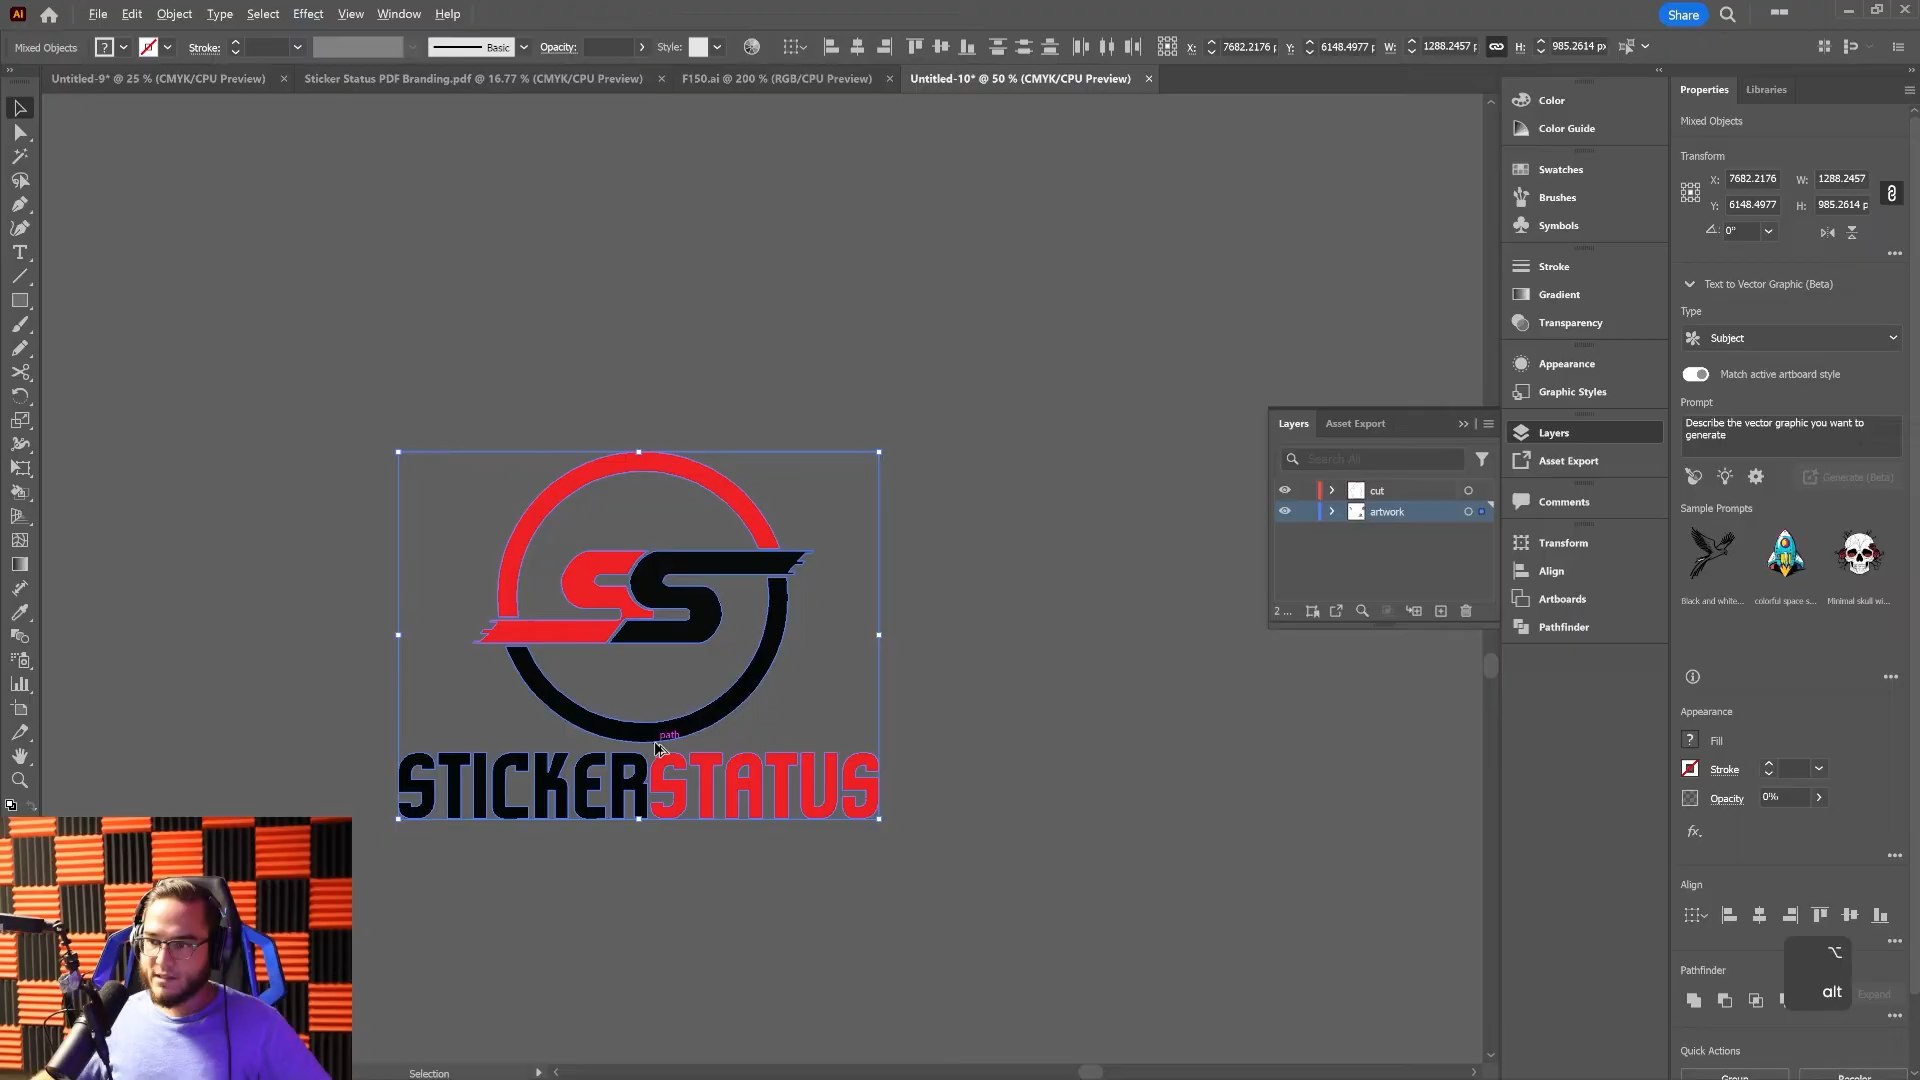 Ai
File Edit Object Type Select Effect View Window Help
Share
Mixed Objects
?
Stroke:
Basic
Opacity:
Style:
X: 7682.2176 p
Y: 6148.4977 p
W: 1288.2457 p
H: 985.2614 px
Untitled-9* @ 25 % (CMYK/CPU Preview)
Sticker Status PDF Branding.pdf @ 16.77 % (CMYK/CPU Preview)
F150.ai @ 200 % (RGB/CPU Preview)
Untitled-10* @ 50 % (CMYK/CPU Preview)
SS
path
STICKERSTATUS
Layers
Asset Export
Search All
cut
artwork
2 ...
Color
Color Guide
Swatches
Brushes
Symbols
Stroke
Gradient
Transparency
Appearance
Graphic Styles
Layers
Asset Export
Comments
Transform
Align
Artboards
Pathfinder
Properties
Libraries
Mixed Objects
Transform
X: 7682.2176
W: 1288.2457
Y: 6148.4977
H: 985.2614 p
0°
Text to Vector Graphic (Beta)
Type
Subject
Match active artboard style
Prompt
Describe the vector graphic you want to
generate
Generate (Beta)
Sample Prompts
Black and white...
colorful space s...
Minimal skull wi...
Appearance
?
Fill
Stroke
Opacity
0%
fx.
Align
Pathfinder
Expand
alt
Quick Actions
Group
Recolor
Selection